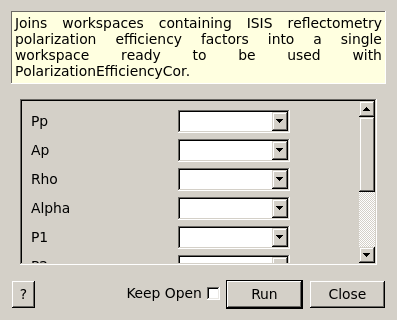 Joins workspaces containing ISIS reflectometry
polarization efficiency factors into a single
workspace ready to be used with
PolarizationEfficiencyCor.
Pp
Ap
Rho
Alpha
P1
P2
? Keep Open Run Close